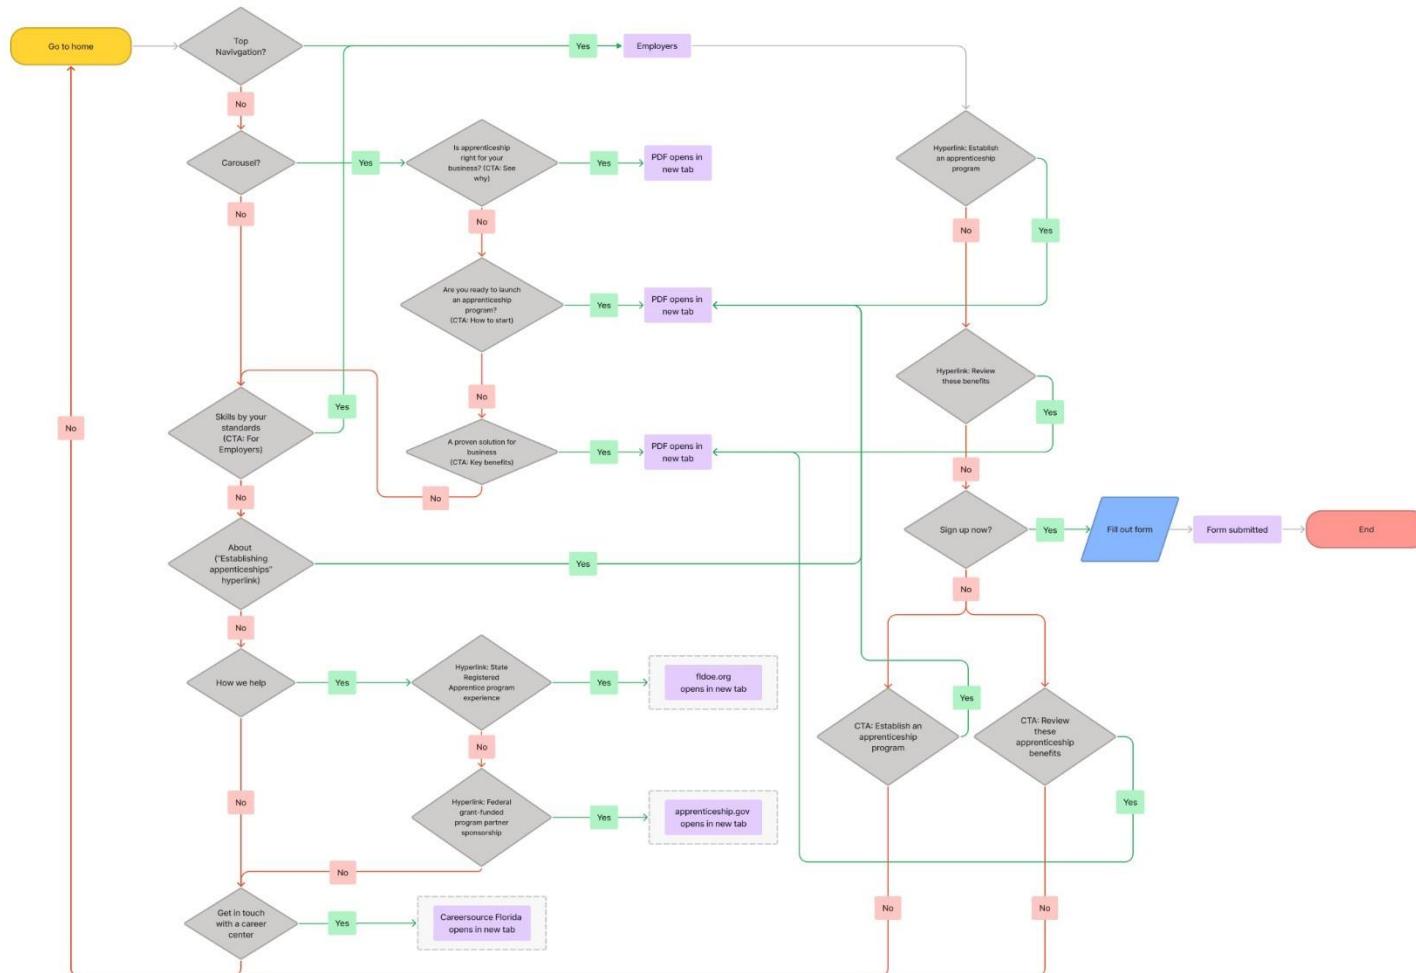 Go to home
Top
Navivgation?
Yes
Employers
No
Carousel?
Yes
Is apprenticeship
right for your
business? (CTA: See
why)
Yes
PDF opens in
new tab
Hyperlink: Establish
an apprenticeship
program
No
No
No
Yes
Are you ready to launch
an apprenticeship
program?
(CTA: How to start)
Yes
PDF opens in
new tab
Hyperlink: Review
these benefits
No
Yes
Yes
No
Skills by your
standards
(CTA: For
Employers)
A proven solution for
business
(CTA: Key benefits)
Yes
PDF opens in
new tab
No
No
No
Sign up now?
Yes
Fill out form
Form submitted
End
About
("Establishing
appenticeships"
hyperlink)
Yes
No
No
How we help
Yes
Hyperlink: State
Registered
Apprentice program
experience
Yes
fldoe.org
opens in new tab
Yes
CTA: Establish an
apprenticeship
program
CTA: Review
these
apprenticeship
benefits
No
No
Hyperlink: Federal
grant-funded
program partner
sponsorship
Yes
apprenticeship.gov
opens in new tab
Yes
No
Get in touch
with a career
center
Yes
Careersource Florida
opens in new tab
No
No